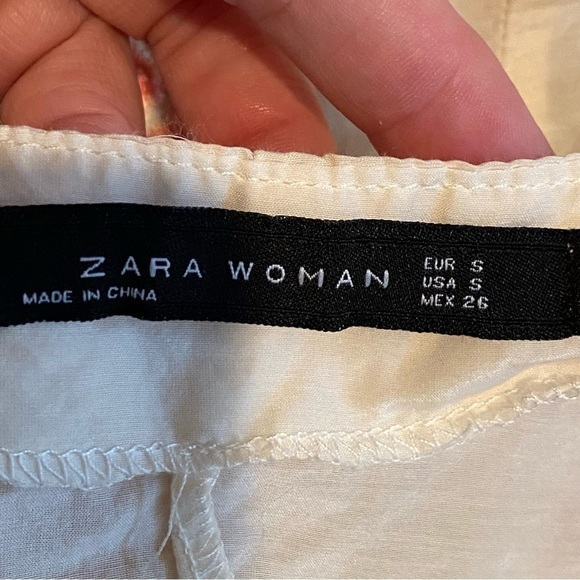 ZARA WOMAN
MADE IN CHINA
EUR S
USA S
MEX 26